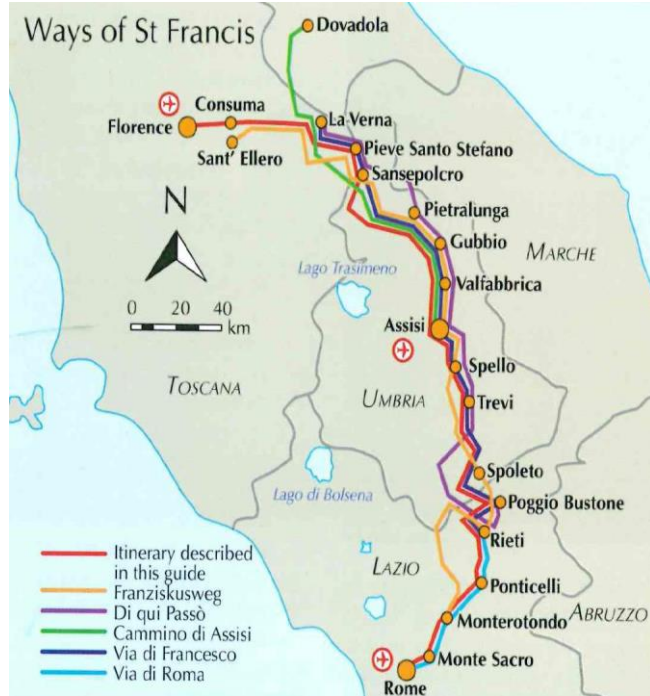 Ways of St Francis
Dovadola
Consuma
Florence
La Verna
Sant' Ellero
Pieve Santo Stefano
Sansepolcro
N
Pietralunga
Gubbio
MARCHE
Lago Trasimeno
Valfabbrica
0 20 40
km
Assisi
Spello
TOSCANA
UMBRIA
Trevi
Spoleto
Lago di Bolsena
Poggio Bustone
Rieti
Itinerary described
in this guide
LAZIO
Franziskusweg
Ponticelli
Di qui Passò
ABRUZZO
Cammino di Assisi
Monterotondo
Via di Francesco
Monte Sacro
Via di Roma
Rome